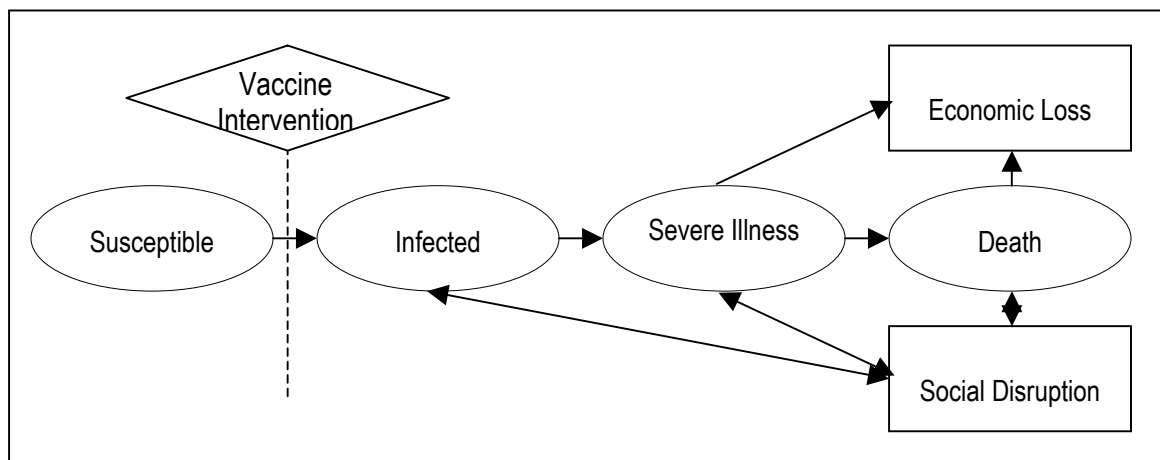 Vaccine
Intervention
Economic Loss
Susceptible
Infected
Severe Illness
Death
Social Disruption